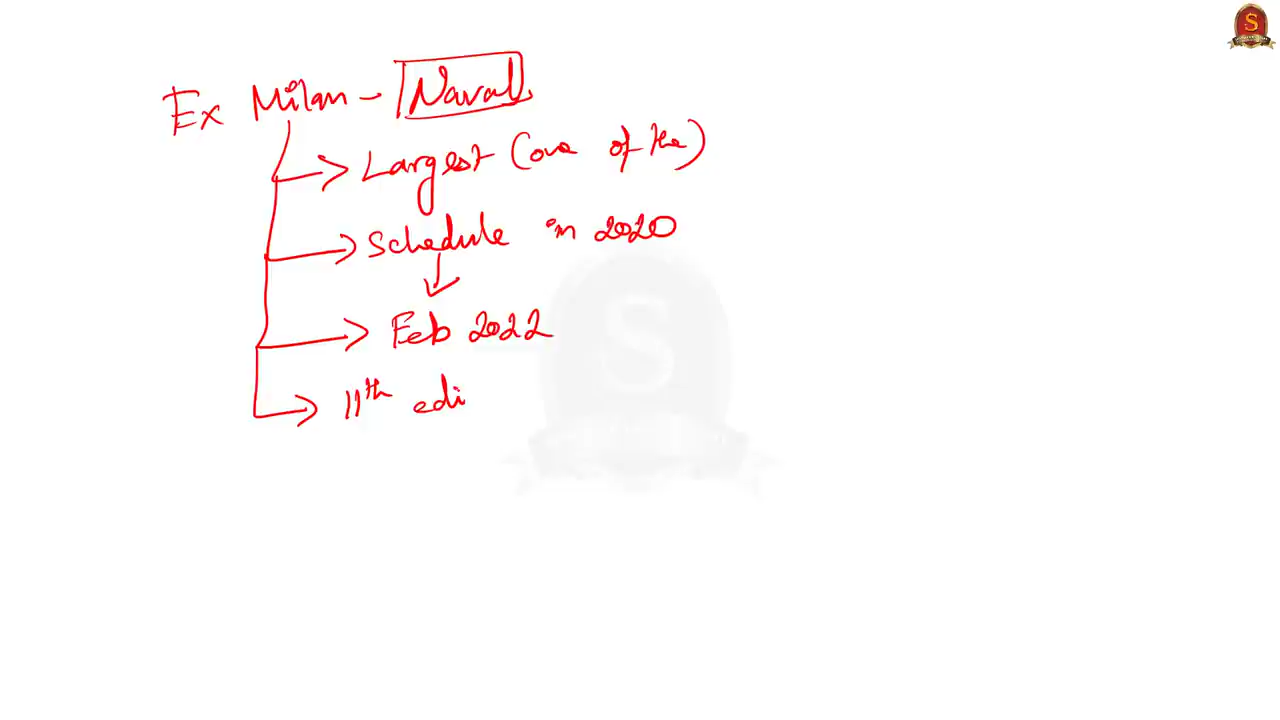 Ex Milan - Naval
Largest (one of the)
Schedule in 2020
Feb 2022
11th edi
S
S